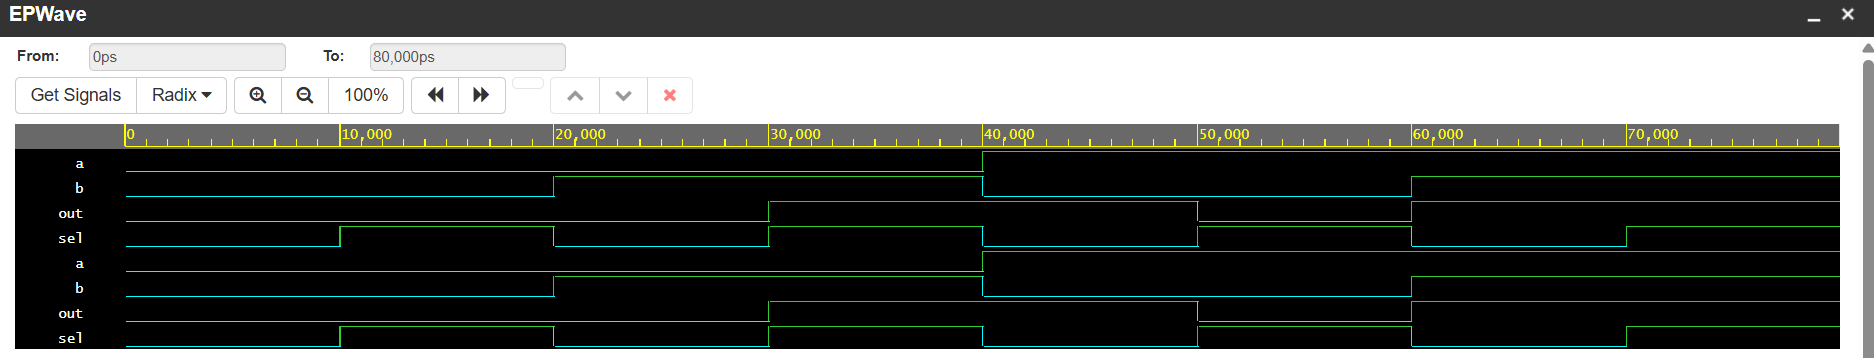 EPWave
From: 0ps To: 80,000ps
Get Signals Radix 100%
0 10,000 20,000 30,000 40,000 50,000 60,000 70,000
a
b
out
sel
a
b
out
sel